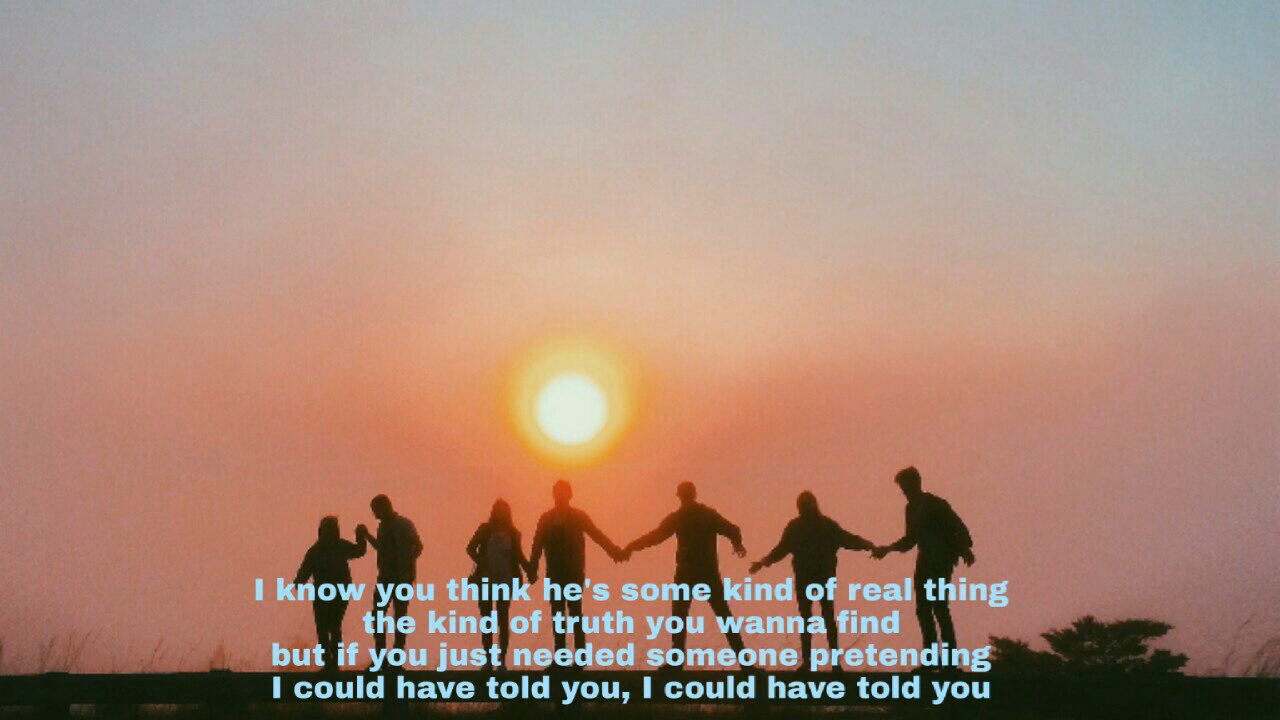 I know you think he's some kind of real thing
the kind of truth you wanna find
but if you just needed someone pretending
I could have told you, I could have told you